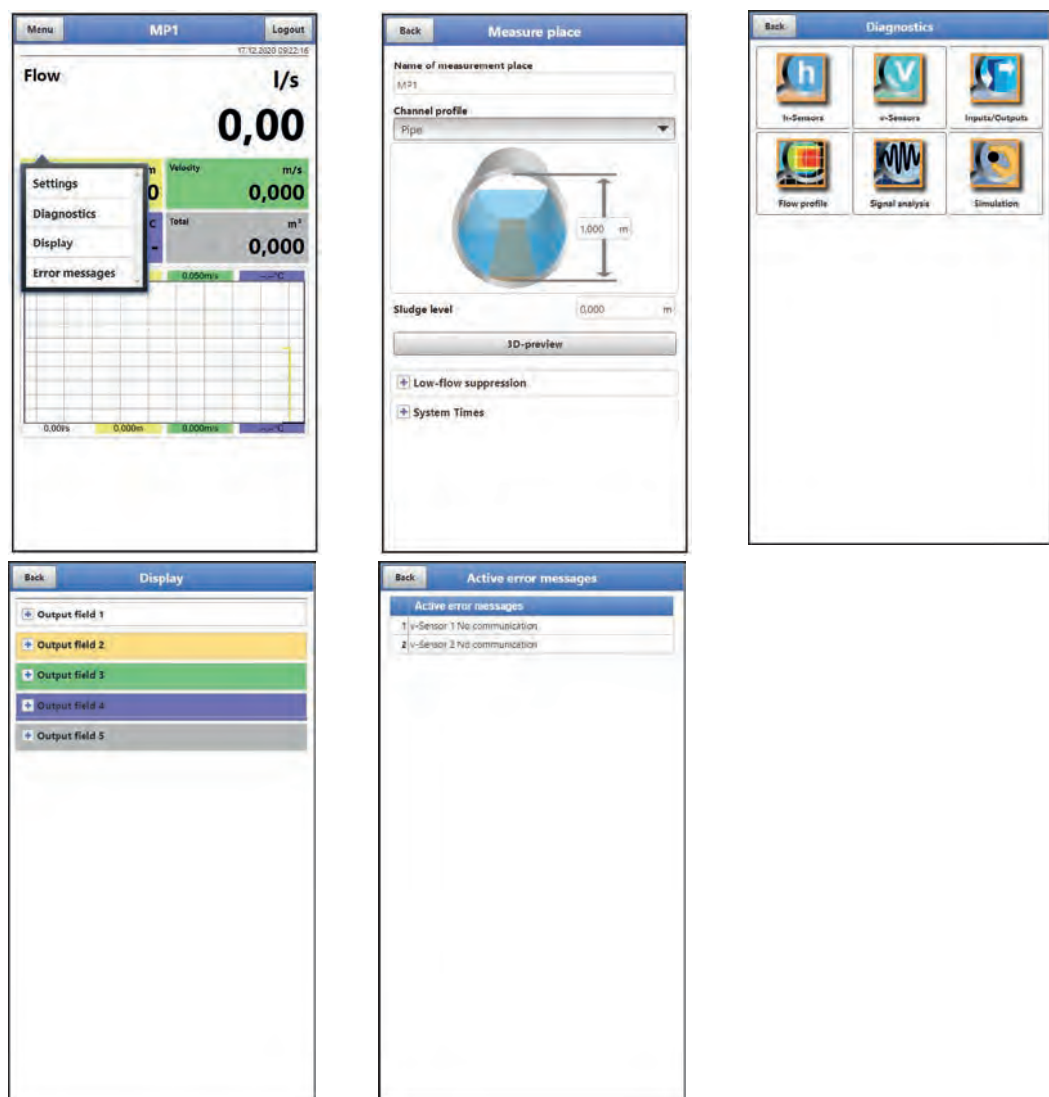 Menu MP1 Logout
17.12.2020 09:22:16
Flow l/s
0,00
m Velocity m/s
0 0,000
C Total m³
- 0,000
Settings
Diagnostics
Display
Error messages
0.050m/s --.--°C
0,00l/s 0,000m 0,000m/s --.--°C
Back Measure place
Name of measurement place
MP1
Channel profile
Pipe
1,000 m
Sludge level 0,000 m
3D-preview
+ Low-flow suppression
+ System Times
Back Diagnostics
h
v
h-Sensors v-Sensors Inputs/Outputs
Flow profile Signal analysis Simulation
Back Display
+ Output field 1
+ Output field 2
+ Output field 3
+ Output field 4
+ Output field 5
Back Active error messages
Active error messages
1 v-Sensor 1 No communication
2 v-Sensor 2 No communication